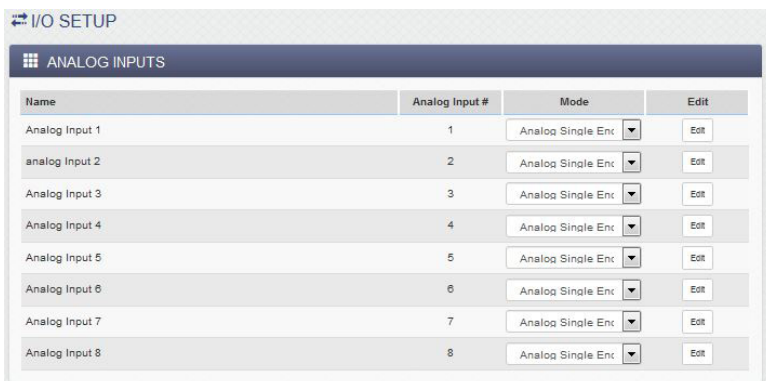 I/O SETUP
ANALOG INPUTS
Name Analog Input # Mode Edit
Analog Input 1 1 Analog Single Enc Edit
analog Input 2 2 Analog Single Enc Edit
Analog Input 3 3 Analog Single Enc Edit
Analog Input 4 4 Analog Single Enc Edit
Analog Input 5 5 Analog Single Enc Edit
Analog Input 6 6 Analog Single Enc Edit
Analog Input 7 7 Analog Single Enc Edit
Analog Input 8 8 Analog Single Enc Edit